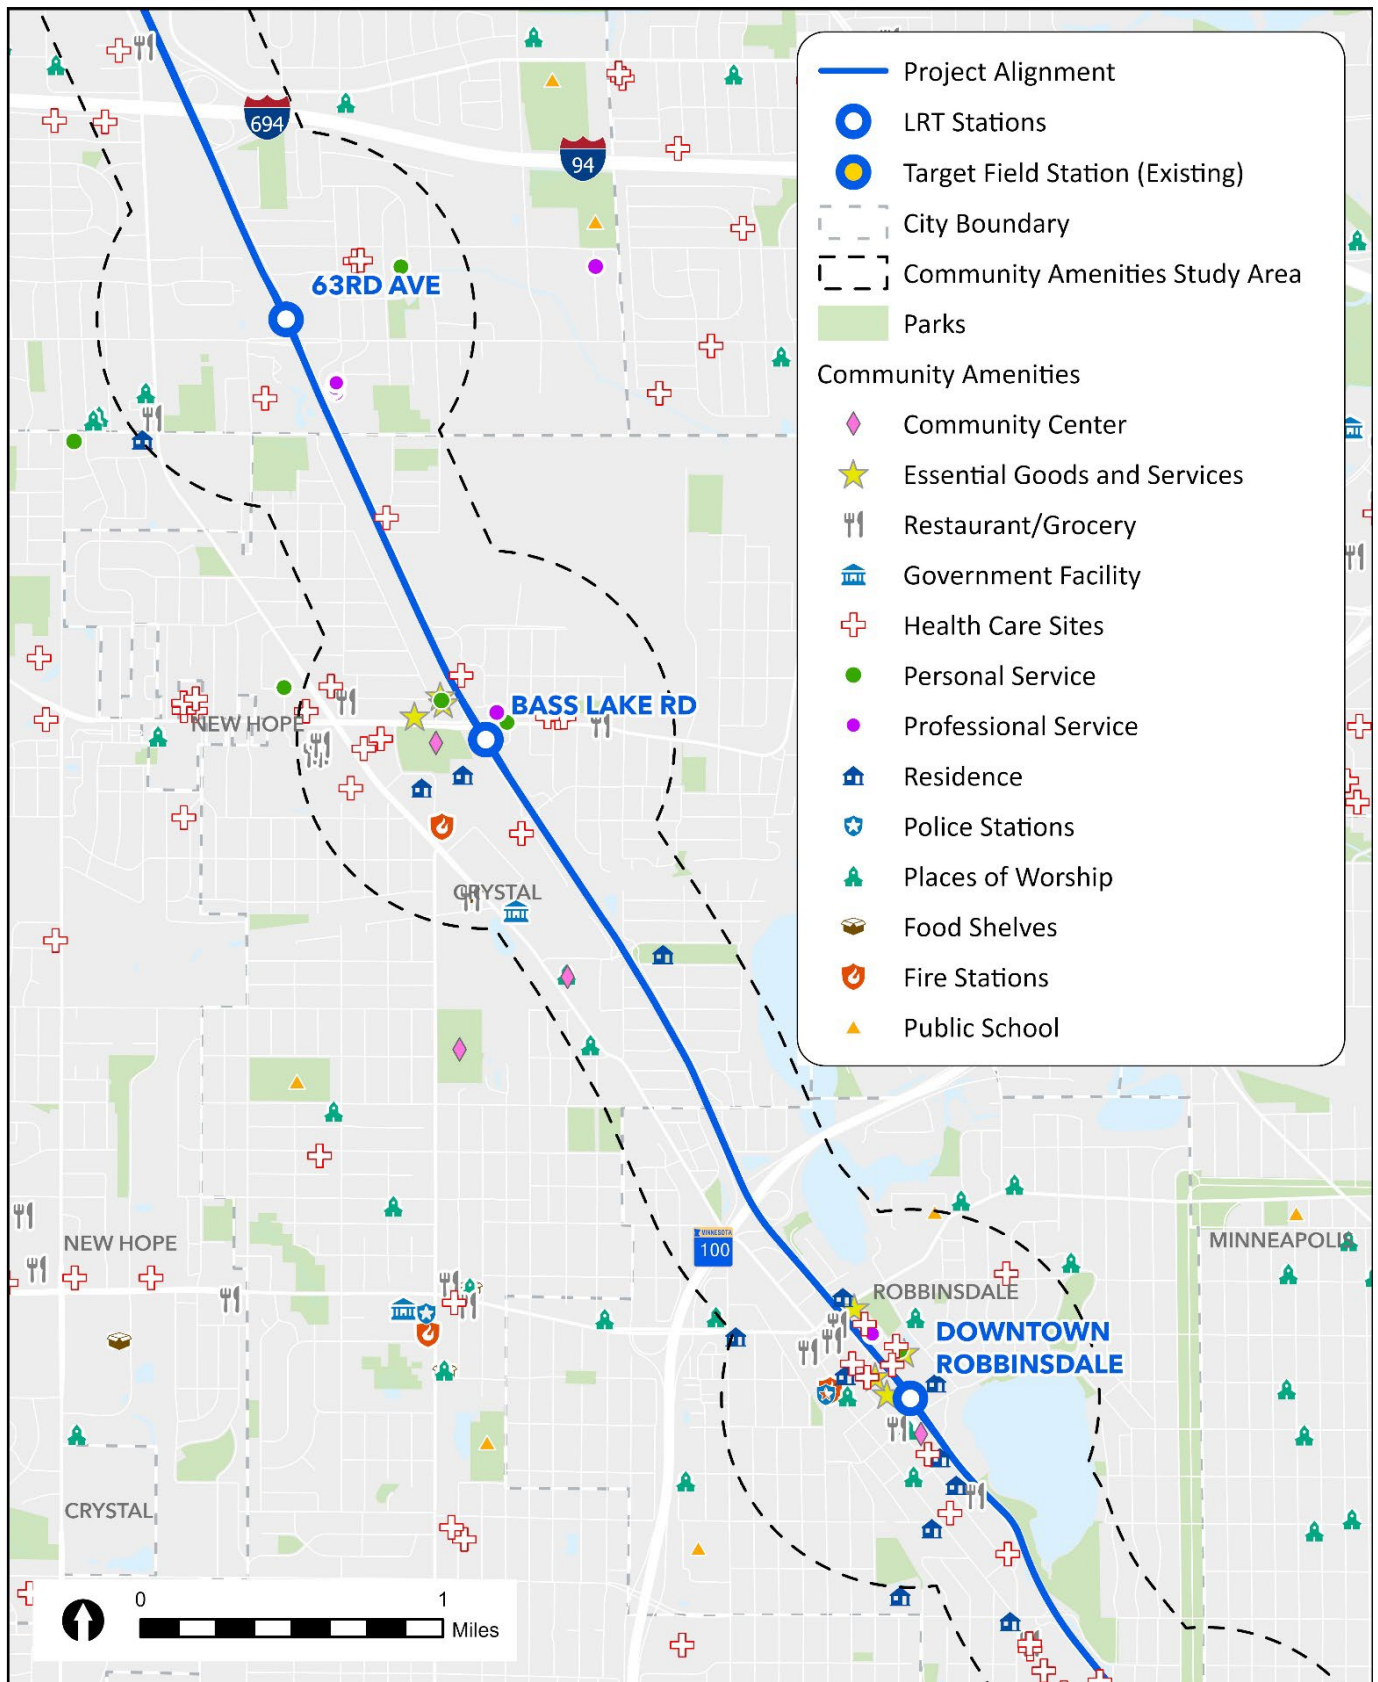 694
94
63RD AVE
BASS LAKE RD
NEW HOPE
CRYSTAL
MINNESOTA
100
NEW HOPE
MINNEAPOLIS
ROBBINSDALE
DOWNTOWN
ROBBINSDALE
CRYSTAL
0 1
Miles
Project Alignment
LRT Stations
Target Field Station (Existing)
City Boundary
Community Amenities Study Area
Parks
Community Amenities
Community Center
Essential Goods and Services
Restaurant/Grocery
Government Facility
Health Care Sites
Personal Service
Professional Service
Residence
Police Stations
Places of Worship
Food Shelves
Fire Stations
Public School